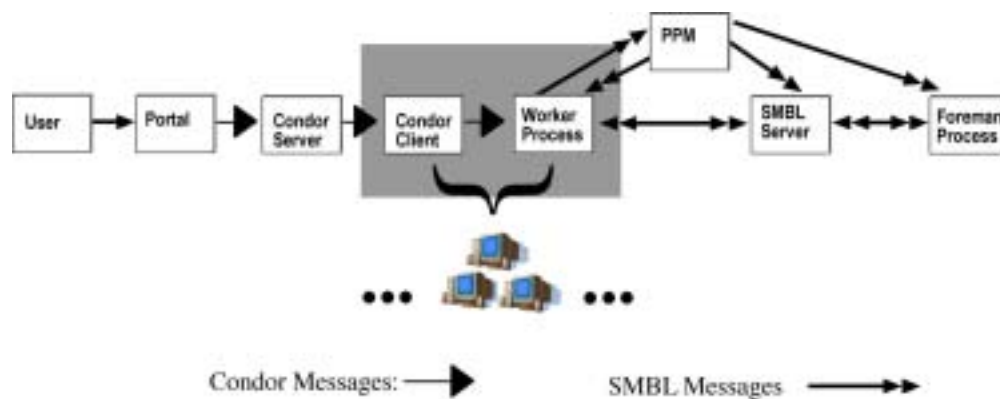 PPM
User
Portal
Condor
Server
Condor
Client
Worker
Process
SMBL
Server
Foreman
Process
Condor Messages:
SMBL Messages